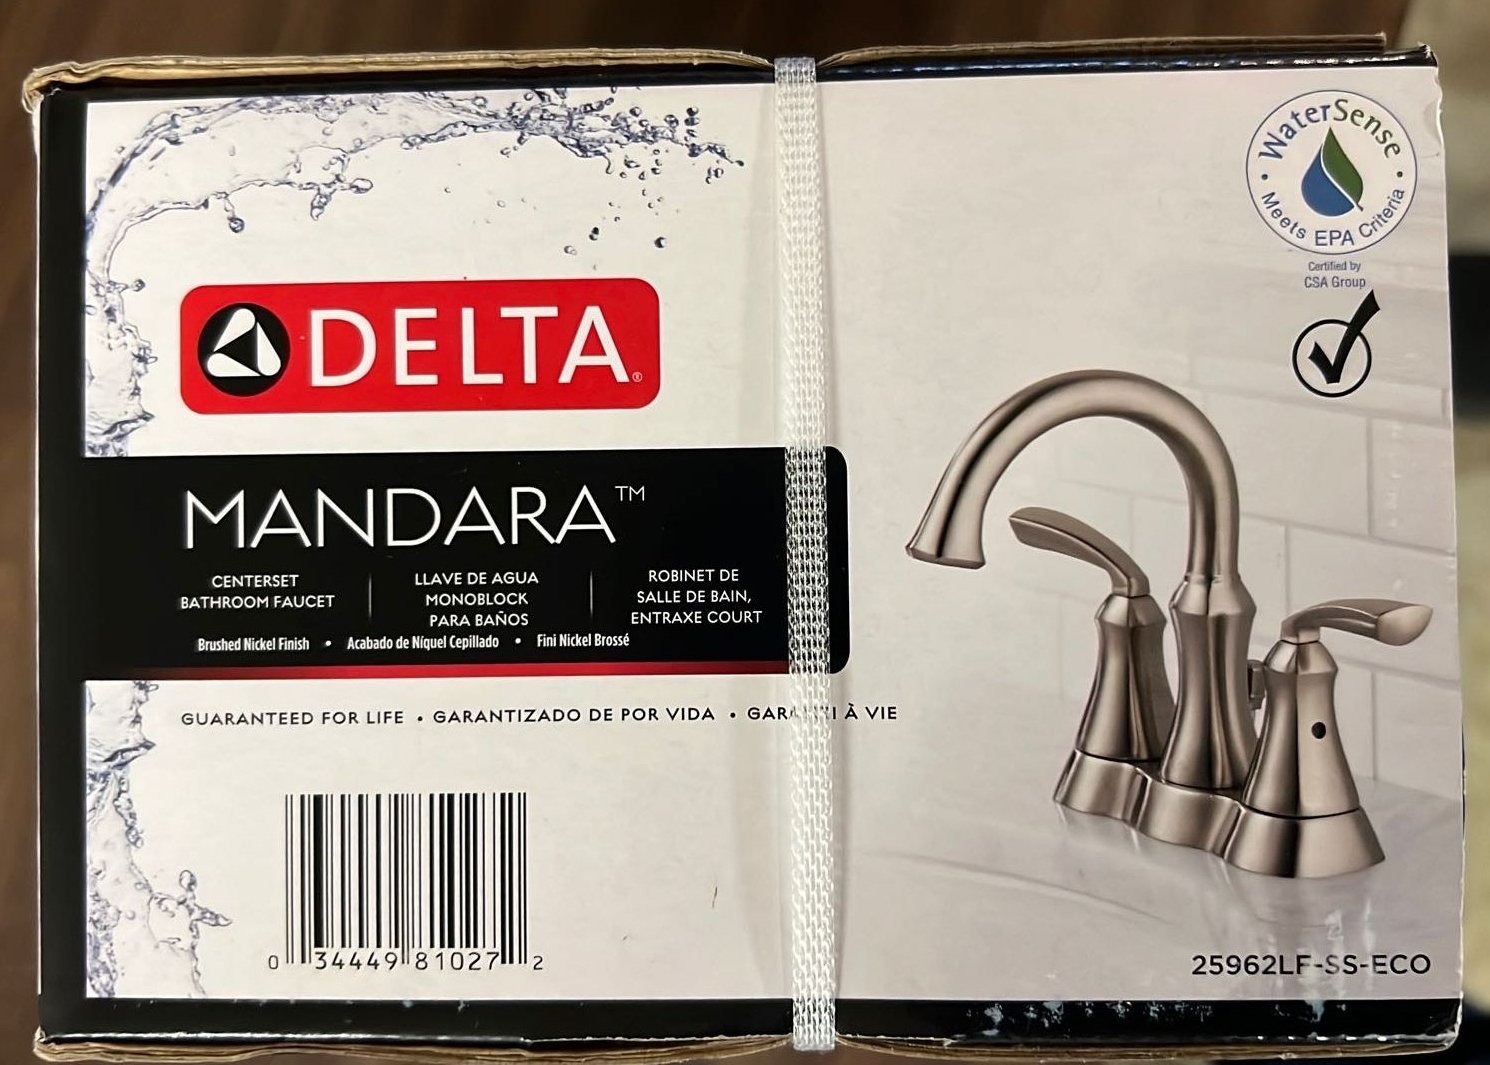 WaterSense
Meets EPA Criteria
Certified by
CSA Group
DELTA®
MANDARA™
CENTERSET
BATHROOM FAUCET
LLAVE DE AGUA
MONOBLOCK
PARA BAÑOS
ROBINET DE
SALLE DE BAIN,
ENTRAXE COURT
Brushed Nickel Finish • Acabado de Níquel Cepillado • Fini Nickel Brossé
GUARANTEED FOR LIFE • GARANTIZADO DE POR VIDA • À VIE
0 34449 81027 2
25962LF-SS-ECO